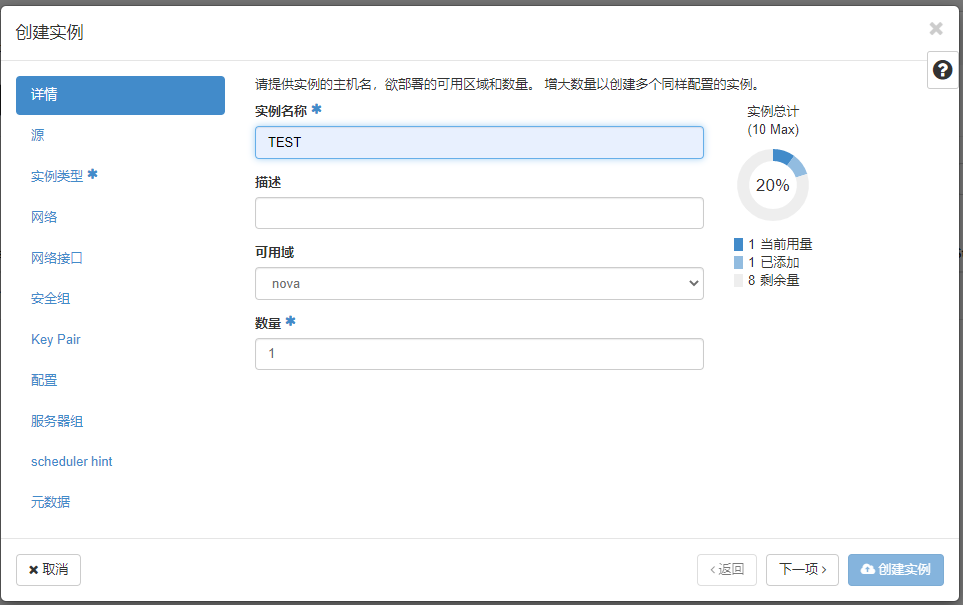 创建实例
×
详情
源
实例类型 *
网络
网络接口
安全组
Key Pair
配置
服务器组
scheduler hint
元数据
请提供实例的主机名，欲部署的可用区域和数量。 增大数量以创建多个同样配置的实例。
实例名称 *
TEST
描述
可用域
nova
数量 *
1
实例总计
(10 Max)
20%
1 当前用量
1 已添加
8 剩余量
?
取消
‹ 返回
下一项 ›
创建实例